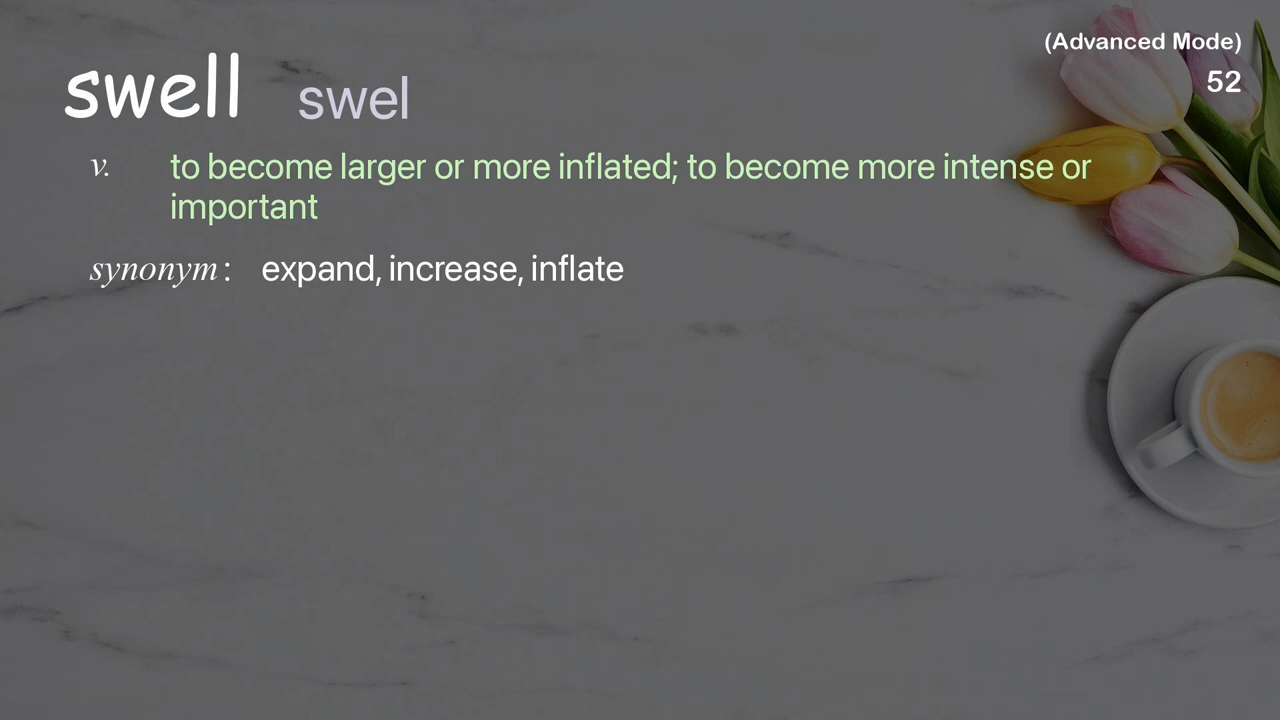 (Advanced Mode)
52
swell swel
v. to become larger or more inflated; to become more intense or
important
synonym: expand, increase, inflate